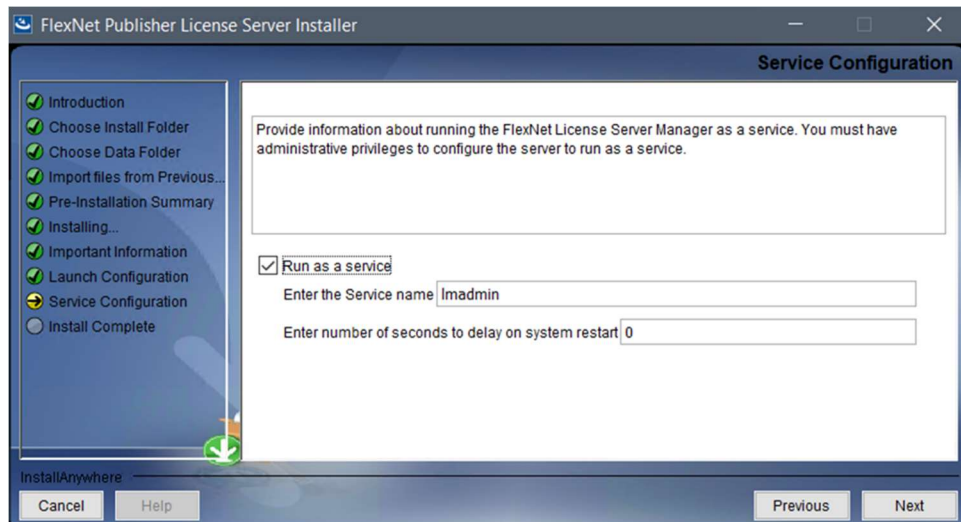 FlexNet Publisher License Server Installer
Service Configuration
Introduction
Choose Install Folder
Choose Data Folder
Import files from Previous...
Pre-Installation Summary
Installing...
Important Information
Launch Configuration
Service Configuration
Install Complete
Provide information about running the FlexNet License Server Manager as a service. You must have
administrative privileges to configure the server to run as a service.
Run as a service
Enter the Service name lmadmin
Enter number of seconds to delay on system restart 0
InstallAnywhere
Cancel Help Previous Next